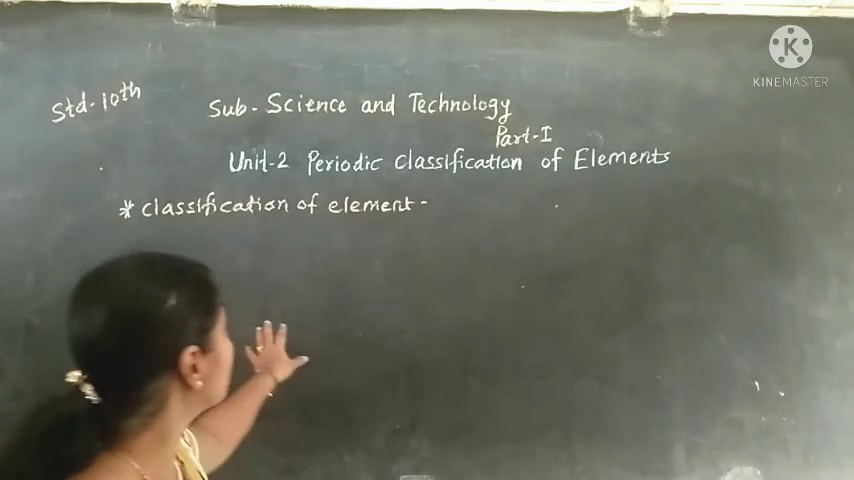 Std-10th
Sub- Science and Technology
Part-I
Unit-2 Periodic classification of Elements
* classification of element-
K
KINEMASTER